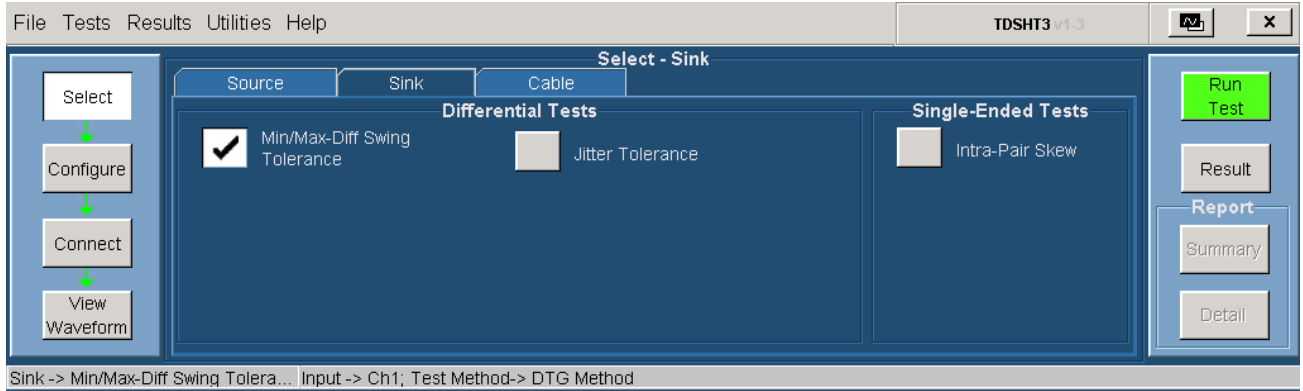 File Tests Results Utilities Help
TDSHT3 v1-3
x
Select - Sink
Source
Sink
Cable
Select
Configure
Connect
View
Waveform
Differential Tests
Min/Max-Diff Swing
Tolerance
Jitter Tolerance
Single-Ended Tests
Intra-Pair Skew
Run
Test
Result
Report
Summary
Detail
Sink -> Min/Max-Diff Swing Tolera... Input -> Ch1; Test Method-> DTG Method